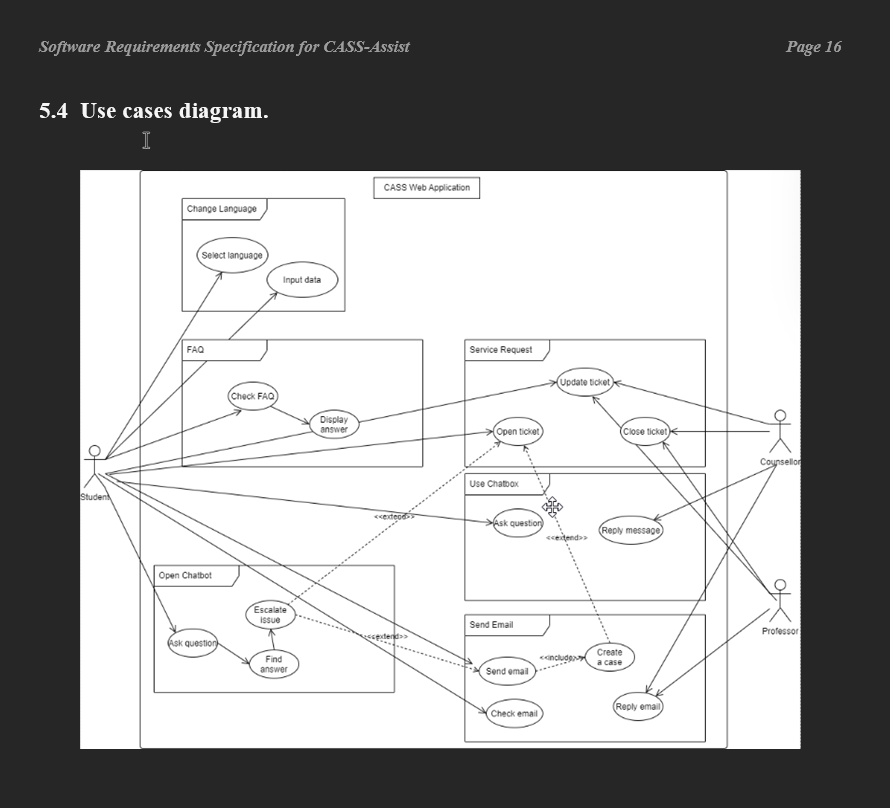 Software Requirements Specification for CASS-Assist
Page 16
5.4 Use cases diagram.
CASS Web Application
Change Language
Select language
Input data
FAQ
Check FAQ
Display
answer
Service Request
Update ticket
Open ticket
Close ticket
Counsellor
Student
Use Chatbox
Ask question
Reply message
<<extend>>
<<extend>>
Open Chatbot
Escalate
issue
Ask question
Find
answer
<<extend>>
Send Email
Send email
<<include>>
Create
a case
Check email
Reply email
Professor